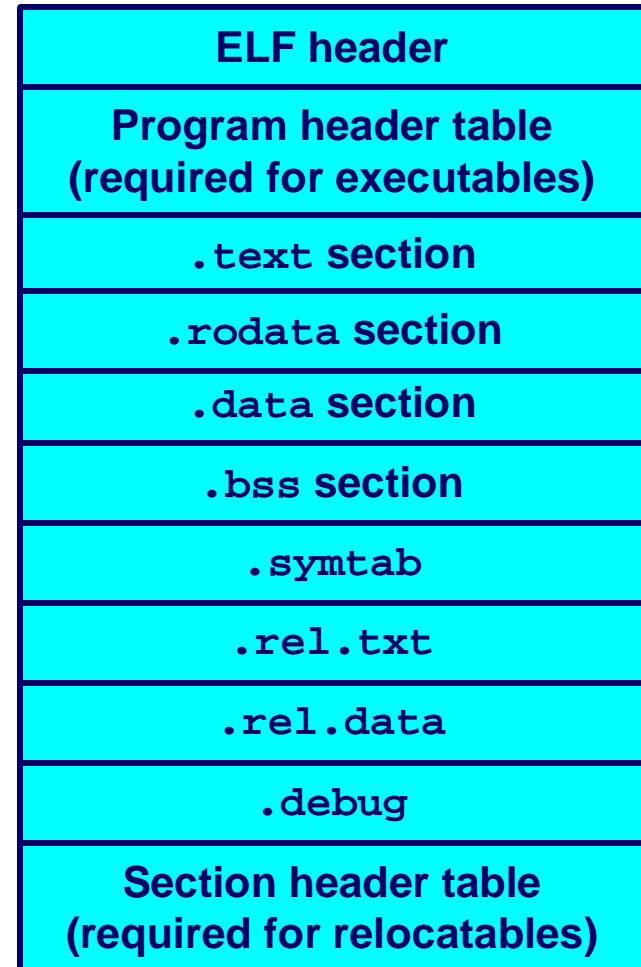 ELF header
Program header table
(required for executables)
.text section
.rodata section
.data section
.bss section
.symtab
.rel.txt
.rel.data
.debug
Section header table
(required for relocatables)